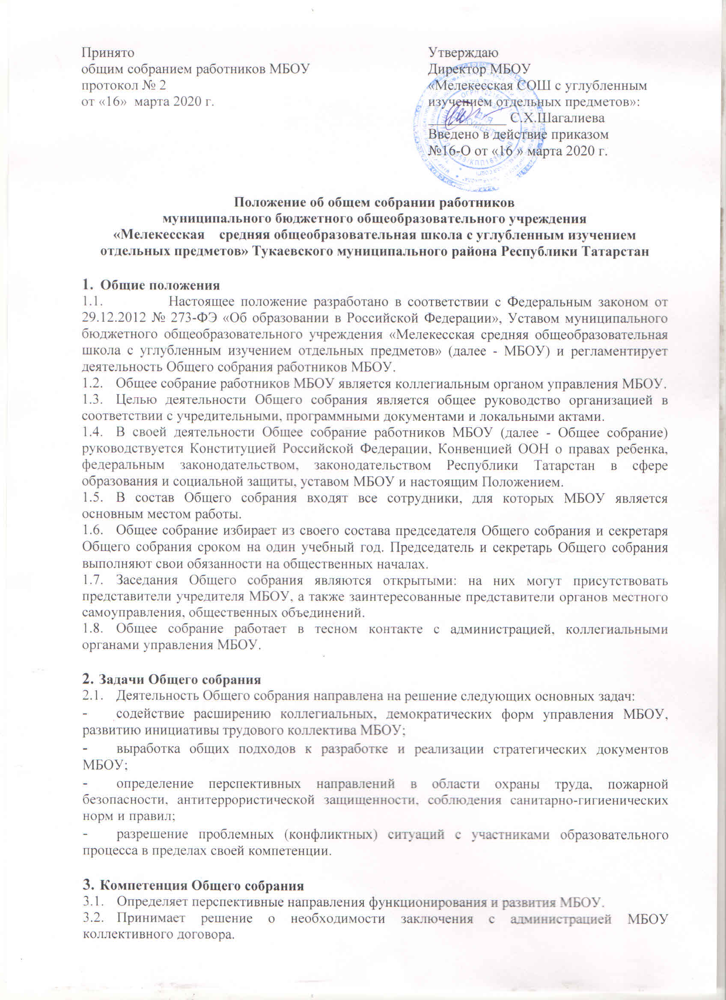 Принято
общим собранием работников МБОУ
протокол № 2
от «16»  марта 2020 г.
Утверждаю
Директор МБОУ
«Мелекесская СОШ с углубленным
изучением отдельных предметов»:
____________ С.Х.Шагалиева
Введено в действие приказом
№16-О от «16 » марта 2020 г.
Положение об общем собрании работников
муниципального бюджетного общеобразовательного учреждения
«Мелекесская    средняя общеобразовательная школа с углубленным изучением
отдельных предметов» Тукаевского муниципального района Республики Татарстан
1. Общие положения
1.1. Настоящее положение разработано в соответствии с Федеральным законом от
29.12.2012 № 273-ФЭ «Об образовании в Российской Федерации», Уставом муниципального
бюджетного общеобразовательного учреждения «Мелекесская средняя общеобразовательная
школа с углубленным изучением отдельных предметов» (далее - МБОУ) и регламентирует
деятельность Общего собрания работников МБОУ.
1.2. Общее собрание работников МБОУ является коллегиальным органом управления МБОУ.
1.3. Целью деятельности Общего собрания является общее руководство организацией в
соответствии с учредительными, программными документами и локальными актами.
1.4. В своей деятельности Общее собрание работников МБОУ (далее - Общее собрание)
руководствуется Конституцией Российской Федерации, Конвенцией ООН о правах ребенка,
федеральным законодательством, законодательством Республики Татарстан в сфере
образования и социальной защиты, уставом МБОУ и настоящим Положением.
1.5. В состав Общего собрания входят все сотрудники, для которых МБОУ является
основным местом работы.
1.6. Общее собрание избирает из своего состава председателя Общего собрания и секретаря
Общего собрания сроком на один учебный год. Председатель и секретарь Общего собрания
выполняют свои обязанности на общественных началах.
1.7. Заседания Общего собрания являются открытыми: на них могут присутствовать
представители учредителя МБОУ, а также заинтересованные представители органов местного
самоуправления, общественных объединений.
1.8. Общее собрание работает в тесном контакте с администрацией, коллегиальными
органами управления МБОУ.
2. Задачи Общего собрания
2.1. Деятельность Общего собрания направлена на решение следующих основных задач:
- содействие расширению коллегиальных, демократических форм управления МБОУ,
развитию инициативы трудового коллектива МБОУ;
- выработка общих подходов к разработке и реализации стратегических документов
МБОУ;
- определение перспективных направлений в области охраны труда, пожарной
безопасности, антитеррористической защищенности, соблюдения санитарно-гигиенических
норм и правил;
- разрешение проблемных (конфликтных) ситуаций с участниками образовательного
процесса в пределах своей компетенции.
3. Компетенция Общего собрания
3.1. Определяет перспективные направления функционирования и развития МБОУ.
3.2. Принимает решение о необходимости заключения с администрацией МБОУ
коллективного договора.